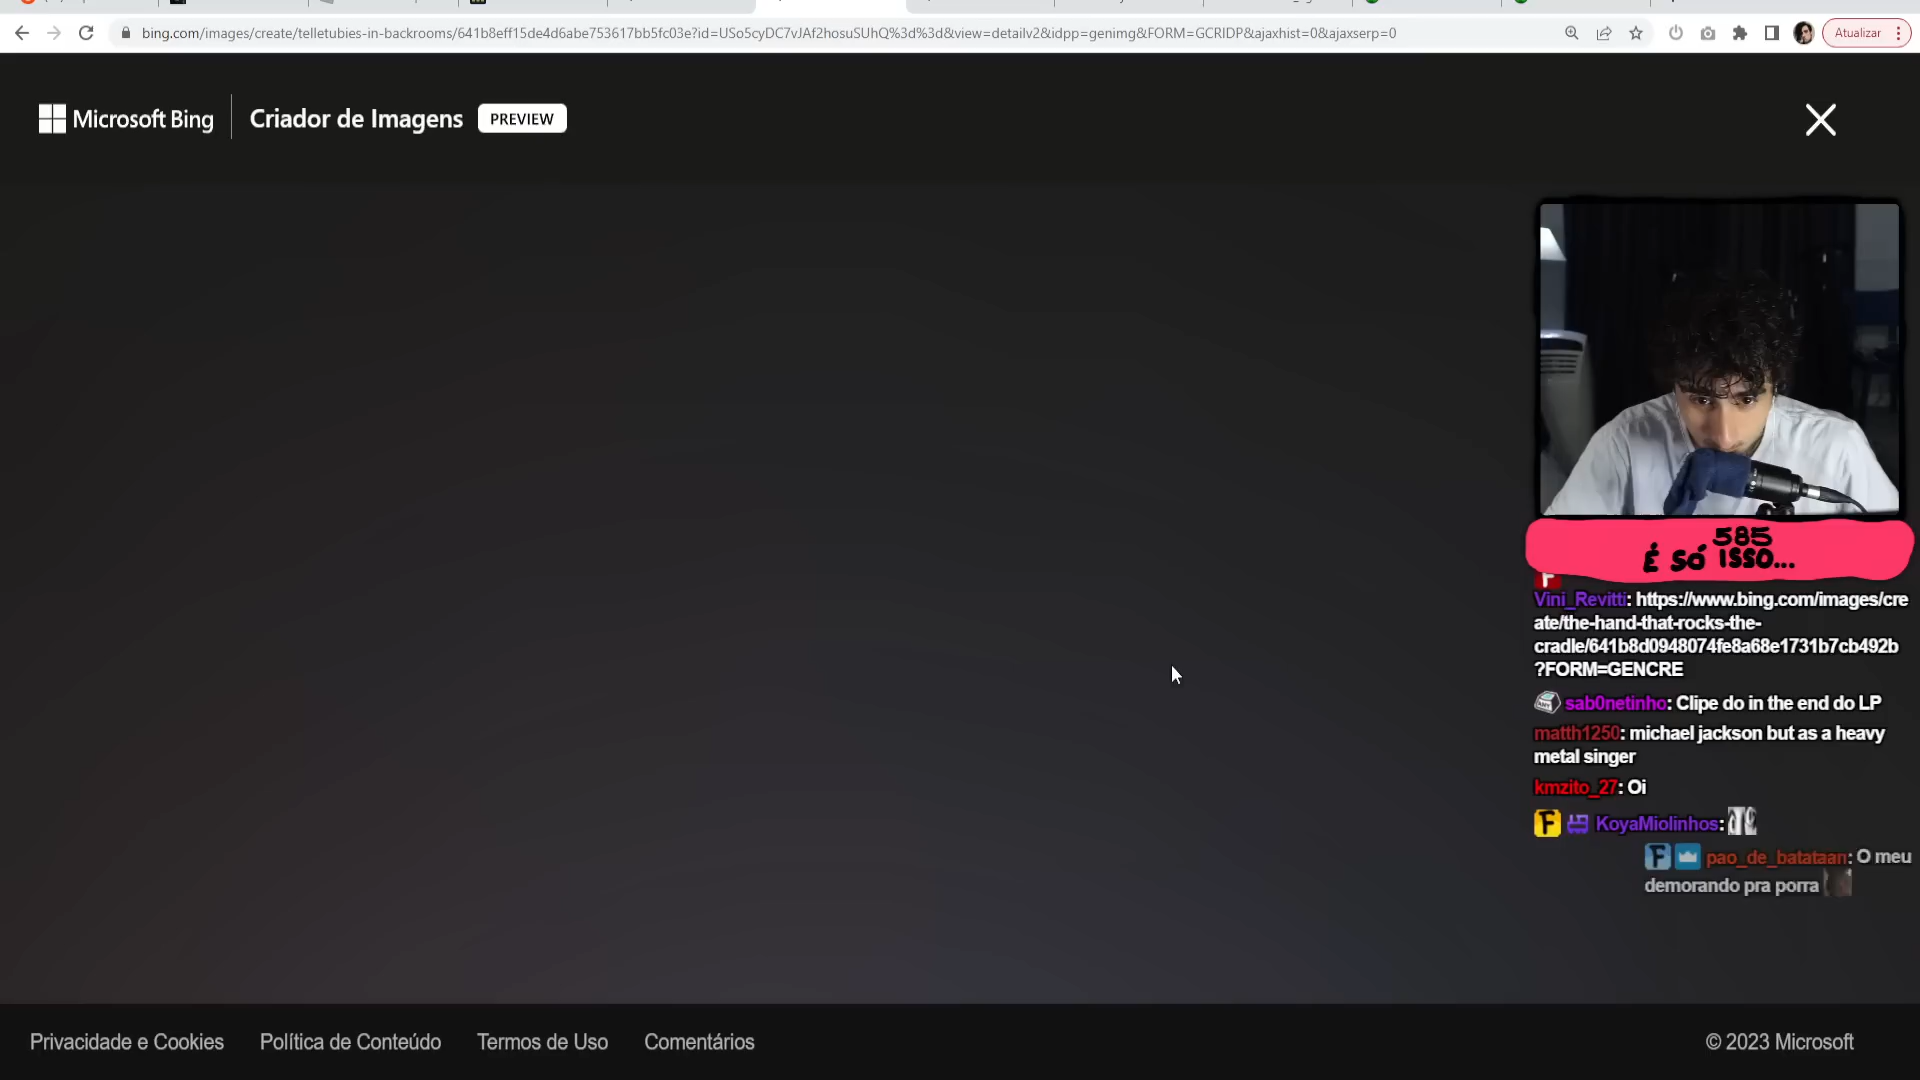 bing.com/images/create/telletubies-in-backrooms/641b8eff15de4d6abe753617bb5fc03e?id=USo5cyDC7vJAf2hosuSUhQ%3d%3d&view=detailv2&idpp=genimg&FORM=GCRIDP&ajaxhist=0&ajaxserp=0
Atualizar
Microsoft Bing
Criador de Imagens
PREVIEW
585
É SÓ ISSO...
Vini_Revitti: https://www.bing.com/images/cre
ate/the-hand-that-rocks-the-
cradle/641b8d0948074fe8a68e1731b7cb492b
?FORM=GENCRE
sab0netinho: Clipe do in the end do LP
matth1250: michael jackson but as a heavy
metal singer
kmzito_27: Oi
F KoyaMiolinhos:
F pao_de_batataan: O meu
demorando pra porra
Privacidade e Cookies
Política de Conteúdo
Termos de Uso
Comentários
© 2023 Microsoft